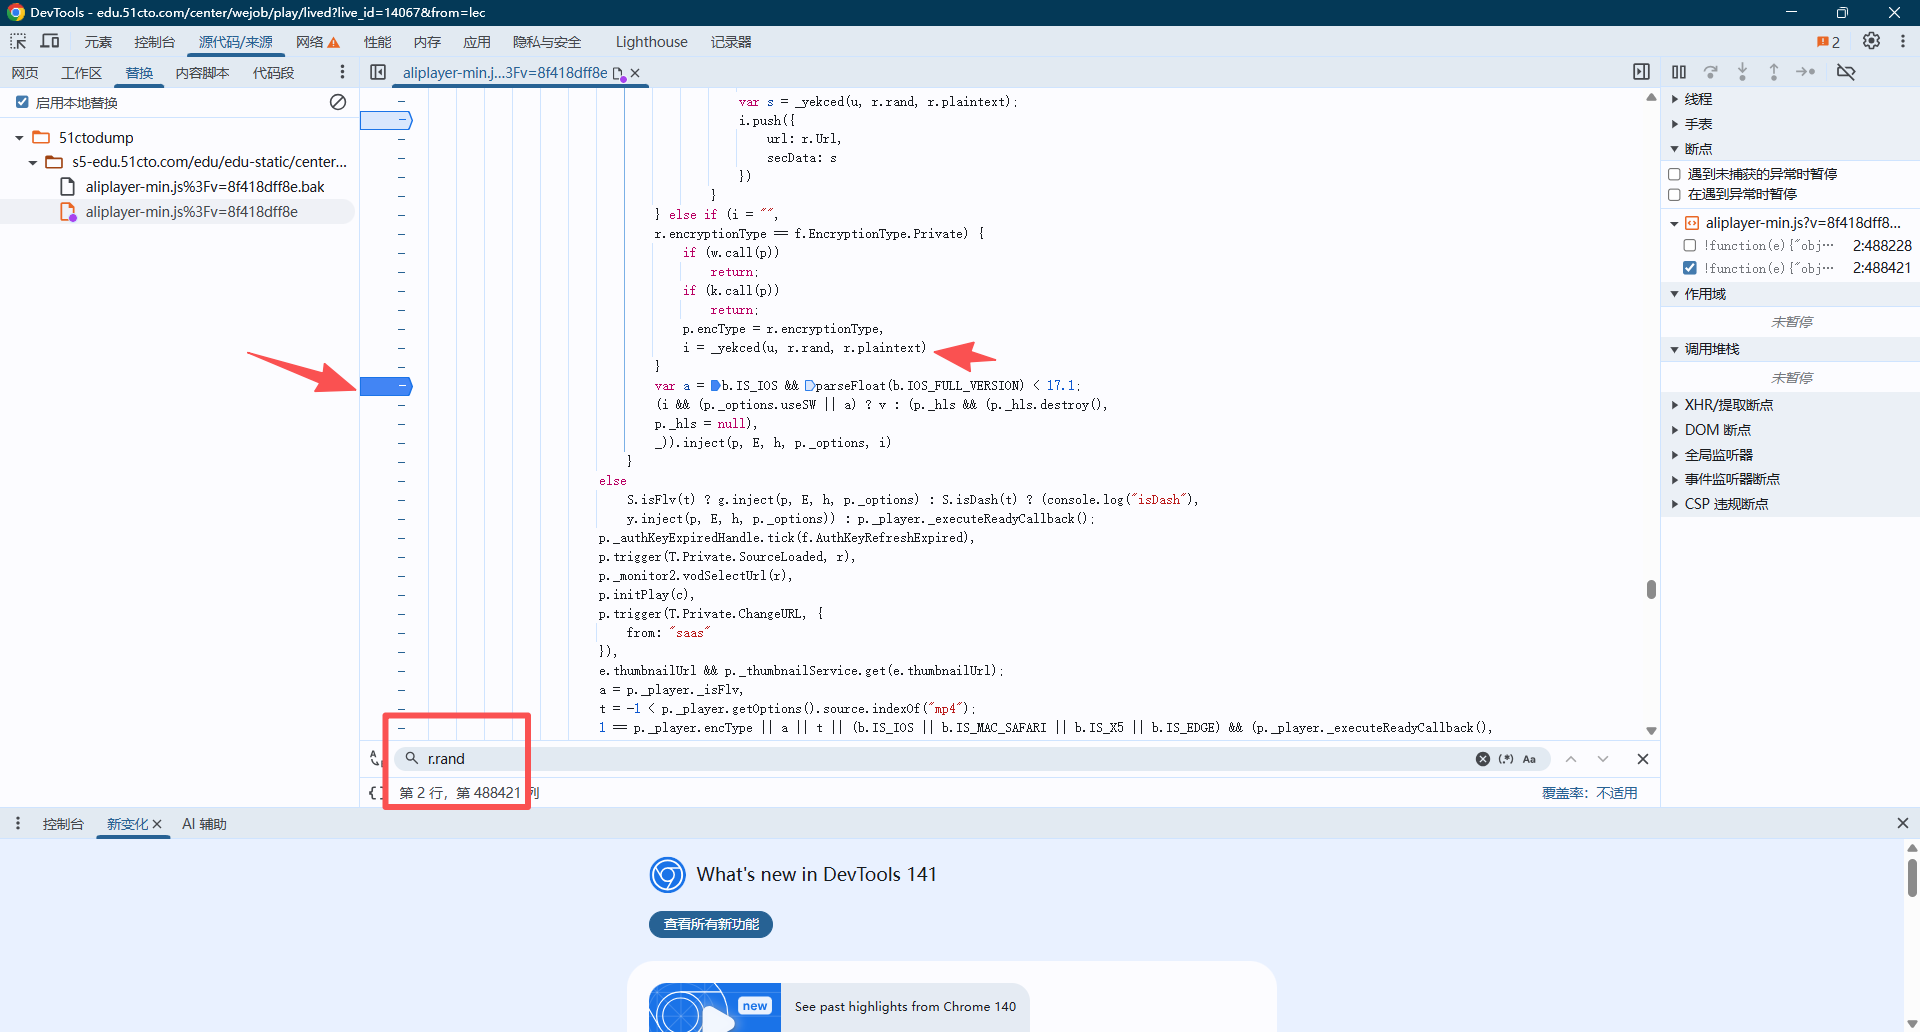 DevTools - edu.51cto.com/center/wejob/play/lived?live_id=14067&from=lec
元素 控制台 源代码/来源 网络 性能 内存 应用 隐私与安全 Lighthouse 记录器 2
网页 工作区 替换 内容脚本 代码段 aliplayer-min.j...3Fv=8f418dff8e
启用本地替换
51ctodump
s5-edu.51cto.com/edu/edu-static/center...
aliplayer-min.js%3Fv=8f418dff8e.bak
aliplayer-min.js%3Fv=8f418dff8e
var s = _yekced(u, r.rand, r.plaintext);
i.push({
url: r.Url,
secData: s
})
}
} else if (i = "",
r.encryptionType == f.EncryptionType.Private) {
if (w.call(p))
return;
if (k.call(p))
return;
p.encType = r.encryptionType,
i = _yekced(u, r.rand, r.plaintext)
}
var a = b.IS_IOS && parseFloat(b.IOS_FULL_VERSION) < 17.1;
(i && (p._options.useSW || a) ? v : (p._hls && (p._hls.destroy(),
p._hls = null),
_)).inject(p, E, h, p._options, i)
}
else
S.isFlv(t) ? g.inject(p, E, h, p._options) : S.isDash(t) ? (console.log("isDash"),
y.inject(p, E, h, p._options)) : p._player._executeReadyCallback();
p._authKeyExpiredHandle.tick(f.AuthKeyRefreshExpired),
p.trigger(T.Private.SourceLoaded, r),
p._monitor2.vodSelectUrl(r),
p.initPlay(c),
p.trigger(T.Private.ChangeURL, {
from: "saas"
}),
e.thumbnailUrl && p._thumbnailService.get(e.thumbnailUrl);
a = p._player._isFlv,
t = -1 < p._player.getOptions().source.indexOf("mp4");
1 == p._player.encType || a || t || (b.IS_IOS || b.IS_MAC_SAFARI || b.IS_X5 || b.IS_EDGE) && (p._player._executeReadyCallback(),
r.rand
(.*) Aa
{} 第 2 行，第 488421 列
覆盖率：不适用
线程
手表
断点
遇到未捕获的异常时暂停
在遇到异常时暂停
aliplayer-min.js?v=8f418dff8...
!function(e){"obj… 2:488228
!function(e){"obj… 2:488421
作用域
未暂停
调用堆栈
未暂停
XHR/提取断点
DOM 断点
全局监听器
事件监听器断点
CSP 违规断点
控制台 新变化 AI 辅助
What's new in DevTools 141
查看所有新功能
new
See past highlights from Chrome 140